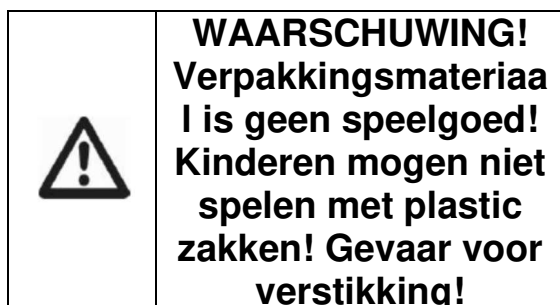 WAARSCHUWING!
Verpakkingsmateriaa
l is geen speelgoed!
Kinderen mogen niet
spelen met plastic
zakken! Gevaar voor
verstikking!